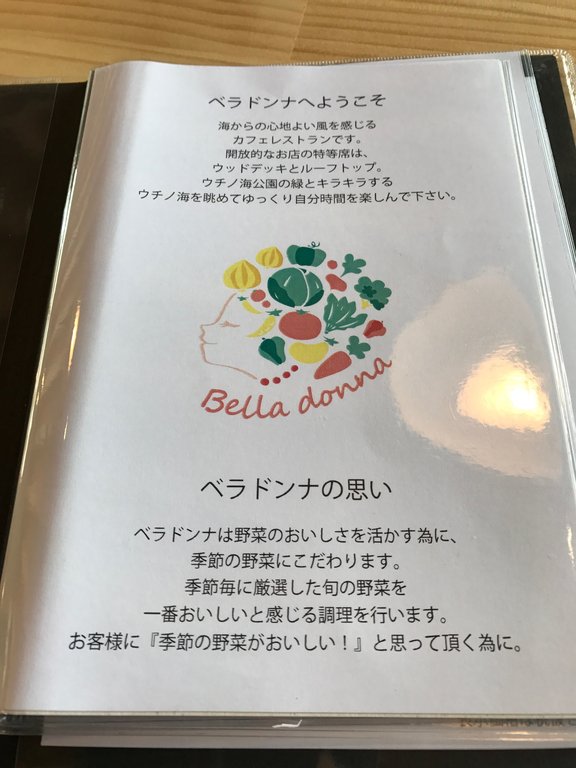 ベラドンナへようこそ
海からの心地よい風を感じる
カフェレストランです。
開放的なお店の特等席は、
ウッドデッキとルーフトップ。
ウチノ海公園の緑とキラキラする
ウチノ海を眺めてゆっくり自分時間を楽しんで下さい。
Bella donna
ベラドンナの思い
ベラドンナは野菜のおいしさを活かす為に、
季節の野菜にこだわります。
季節毎に厳選した旬の野菜を
一番おいしいと感じる調理を行います。
お客様に『季節の野菜がおいしい！』と思って頂く為に。